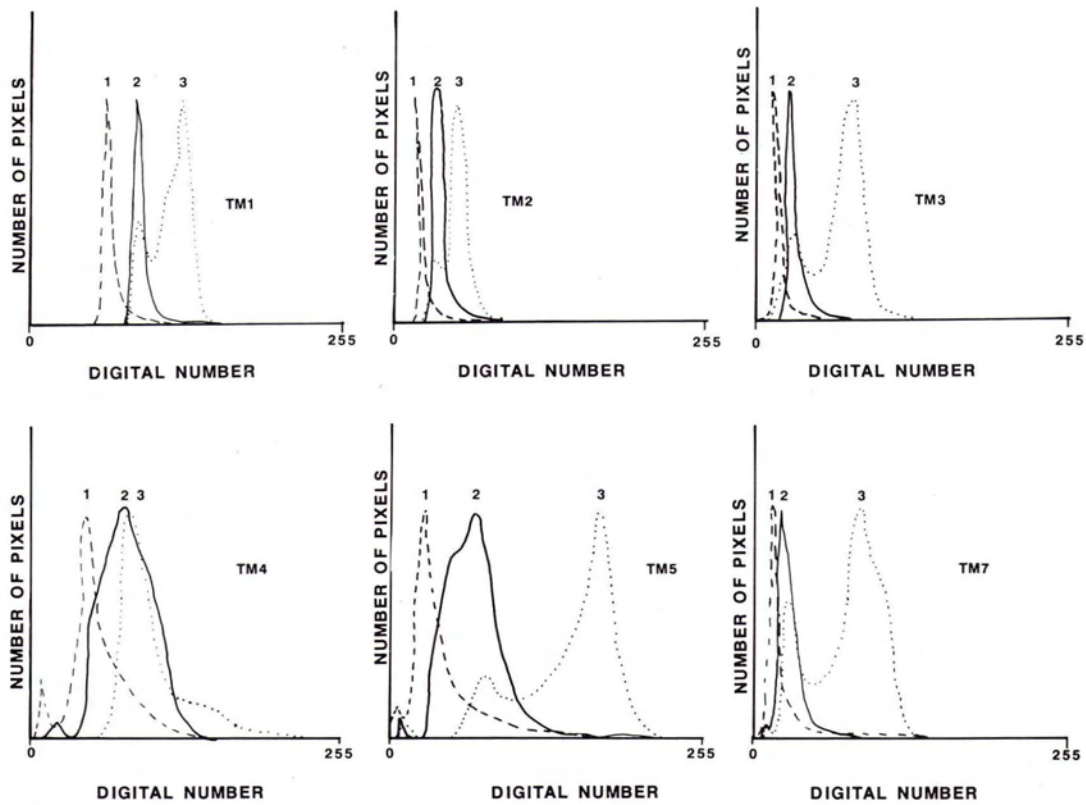 NUMBER OF PIXELS
1 2 3
TM1
0 255
DIGITAL NUMBER
NUMBER OF PIXELS
1 2 3
TM2
0 255
DIGITAL NUMBER
NUMBER OF PIXELS
1 2 3
TM3
0 255
DIGITAL NUMBER
NUMBER OF PIXELS
1 2 3
TM4
0 255
DIGITAL NUMBER
NUMBER OF PIXELS
1 2 3
TM5
0 255
DIGITAL NUMBER
NUMBER OF PIXELS
1 2 3
TM7
0 255
DIGITAL NUMBER